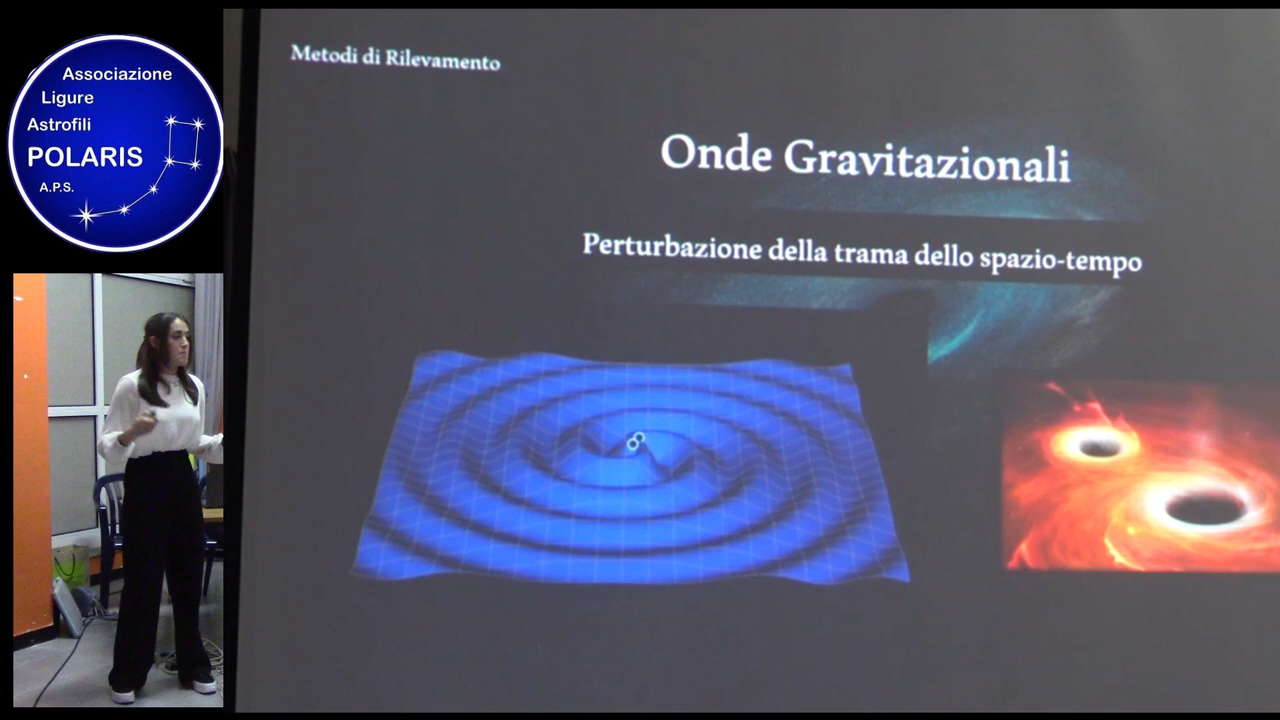 Associazione
Ligure
Astrofili
POLARIS
A.P.S.
Metodi di Rilevamento
Onde Gravitazionali
Perturbazione della trama dello spazio-tempo